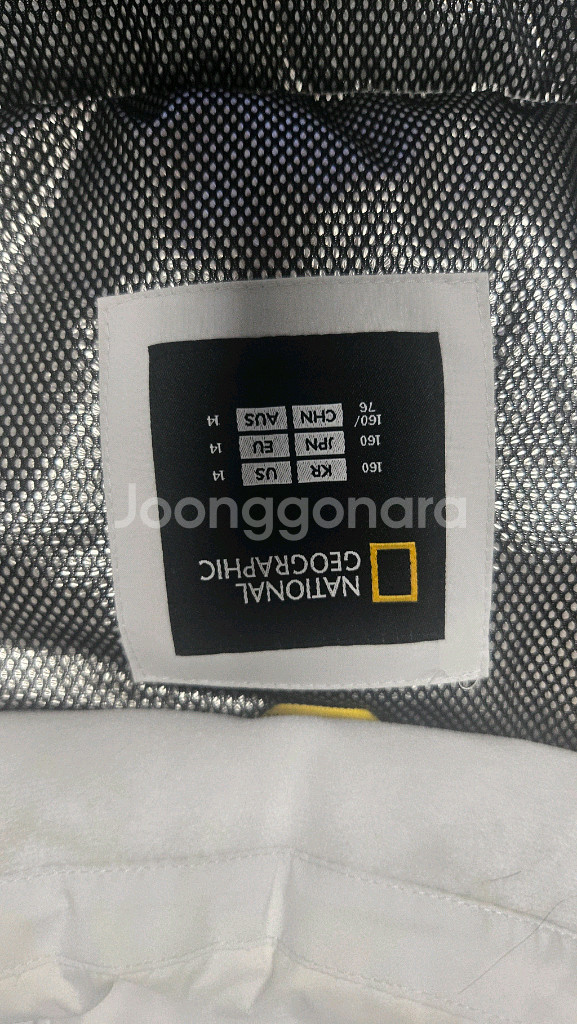 NATIONAL
GEOGRAPHIC
160 KR US 14
160 JPN EU 14
160/ CHN AUS 14
76
Joonggonara